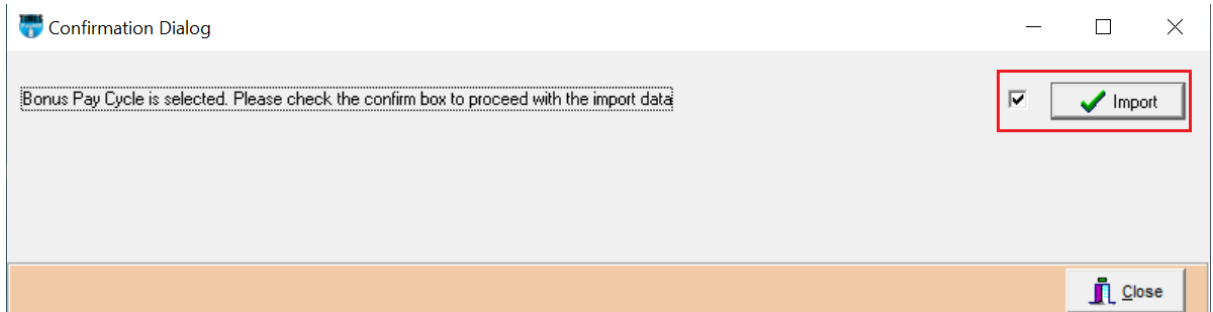 Confirmation Dialog
Bonus Pay Cycle is selected. Please check the confirm box to proceed with the import data
Import
Close